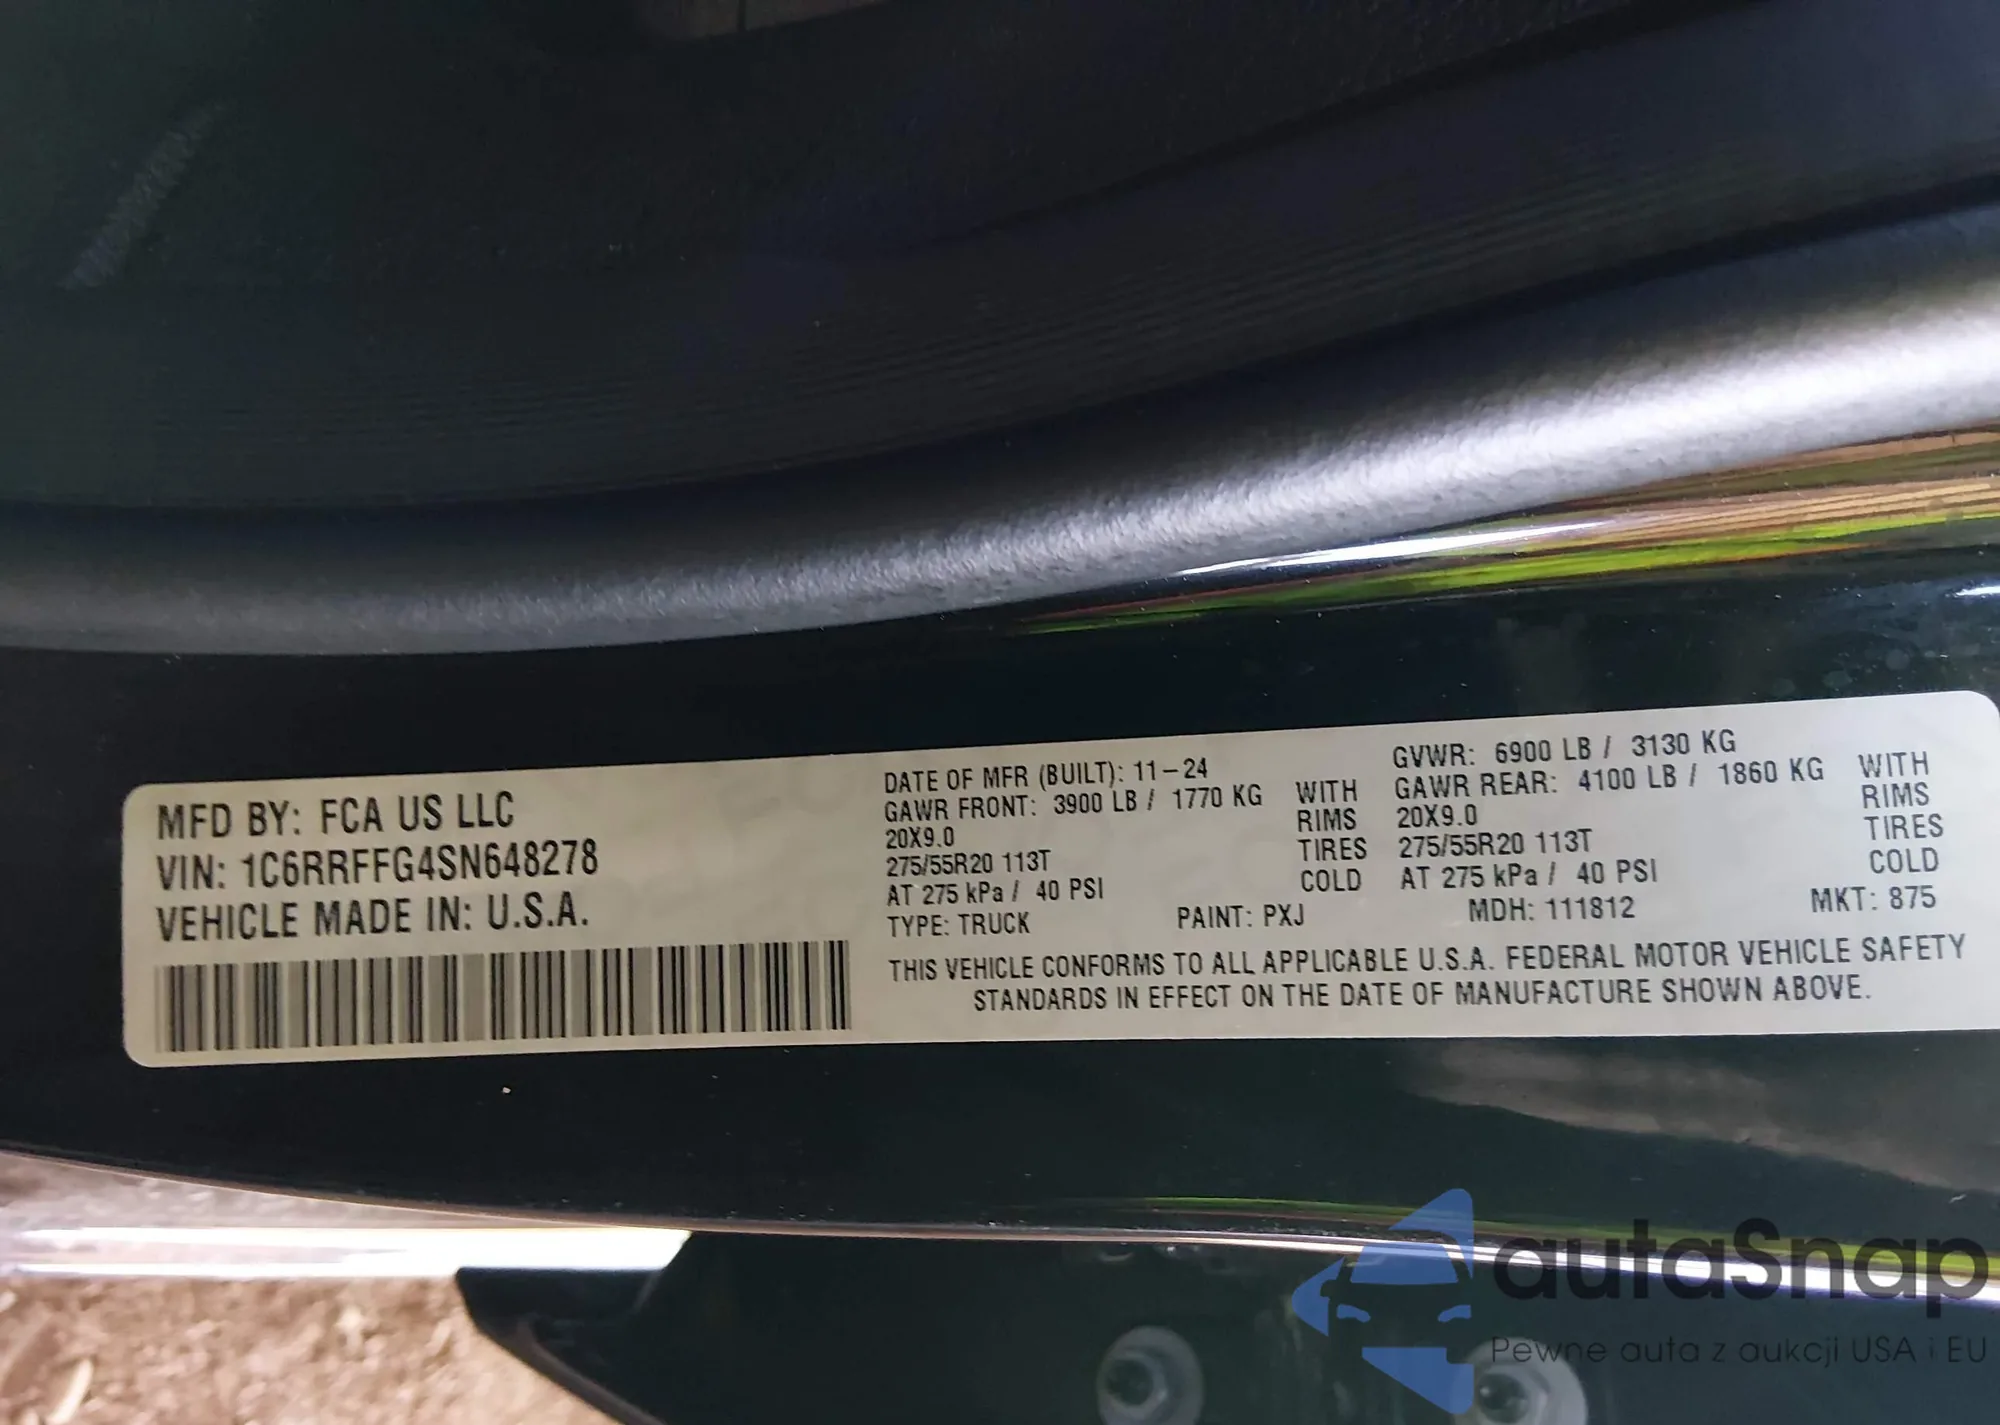 MFD BY: FCA US LLC
VIN: 1C6RRFFG4SN648278
VEHICLE MADE IN: U.S.A.
DATE OF MFR (BUILT): 11-24
GAWR FRONT: 3900 LB / 1770 KG WITH
20X9.0 RIMS
275/55R20 113T TIRES
AT 275 kPa / 40 PSI COLD
GVWR: 6900 LB / 3130 KG
GAWR REAR: 4100 LB / 1860 KG WITH
20X9.0 RIMS
275/55R20 113T TIRES
AT 275 kPa / 40 PSI COLD
TYPE: TRUCK PAINT: PXJ MDH: 111812 MKT: 875
THIS VEHICLE CONFORMS TO ALL APPLICABLE U.S.A. FEDERAL MOTOR VEHICLE SAFETY
STANDARDS IN EFFECT ON THE DATE OF MANUFACTURE SHOWN ABOVE.
autaSnap
Pewne auta z aukcji USA i EU